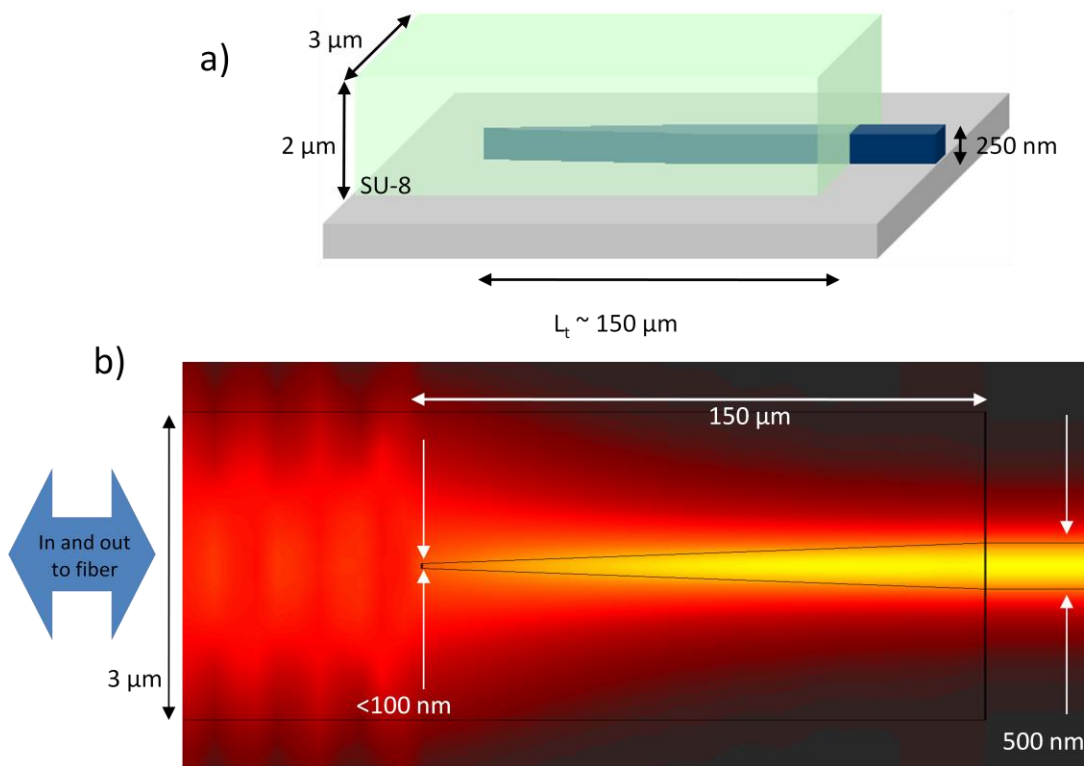 a)
3 μm
2 μm
SU-8
250 nm
Lt ~ 150 μm
b)
150 μm
In and out
to fiber
3 μm
<100 nm
500 nm